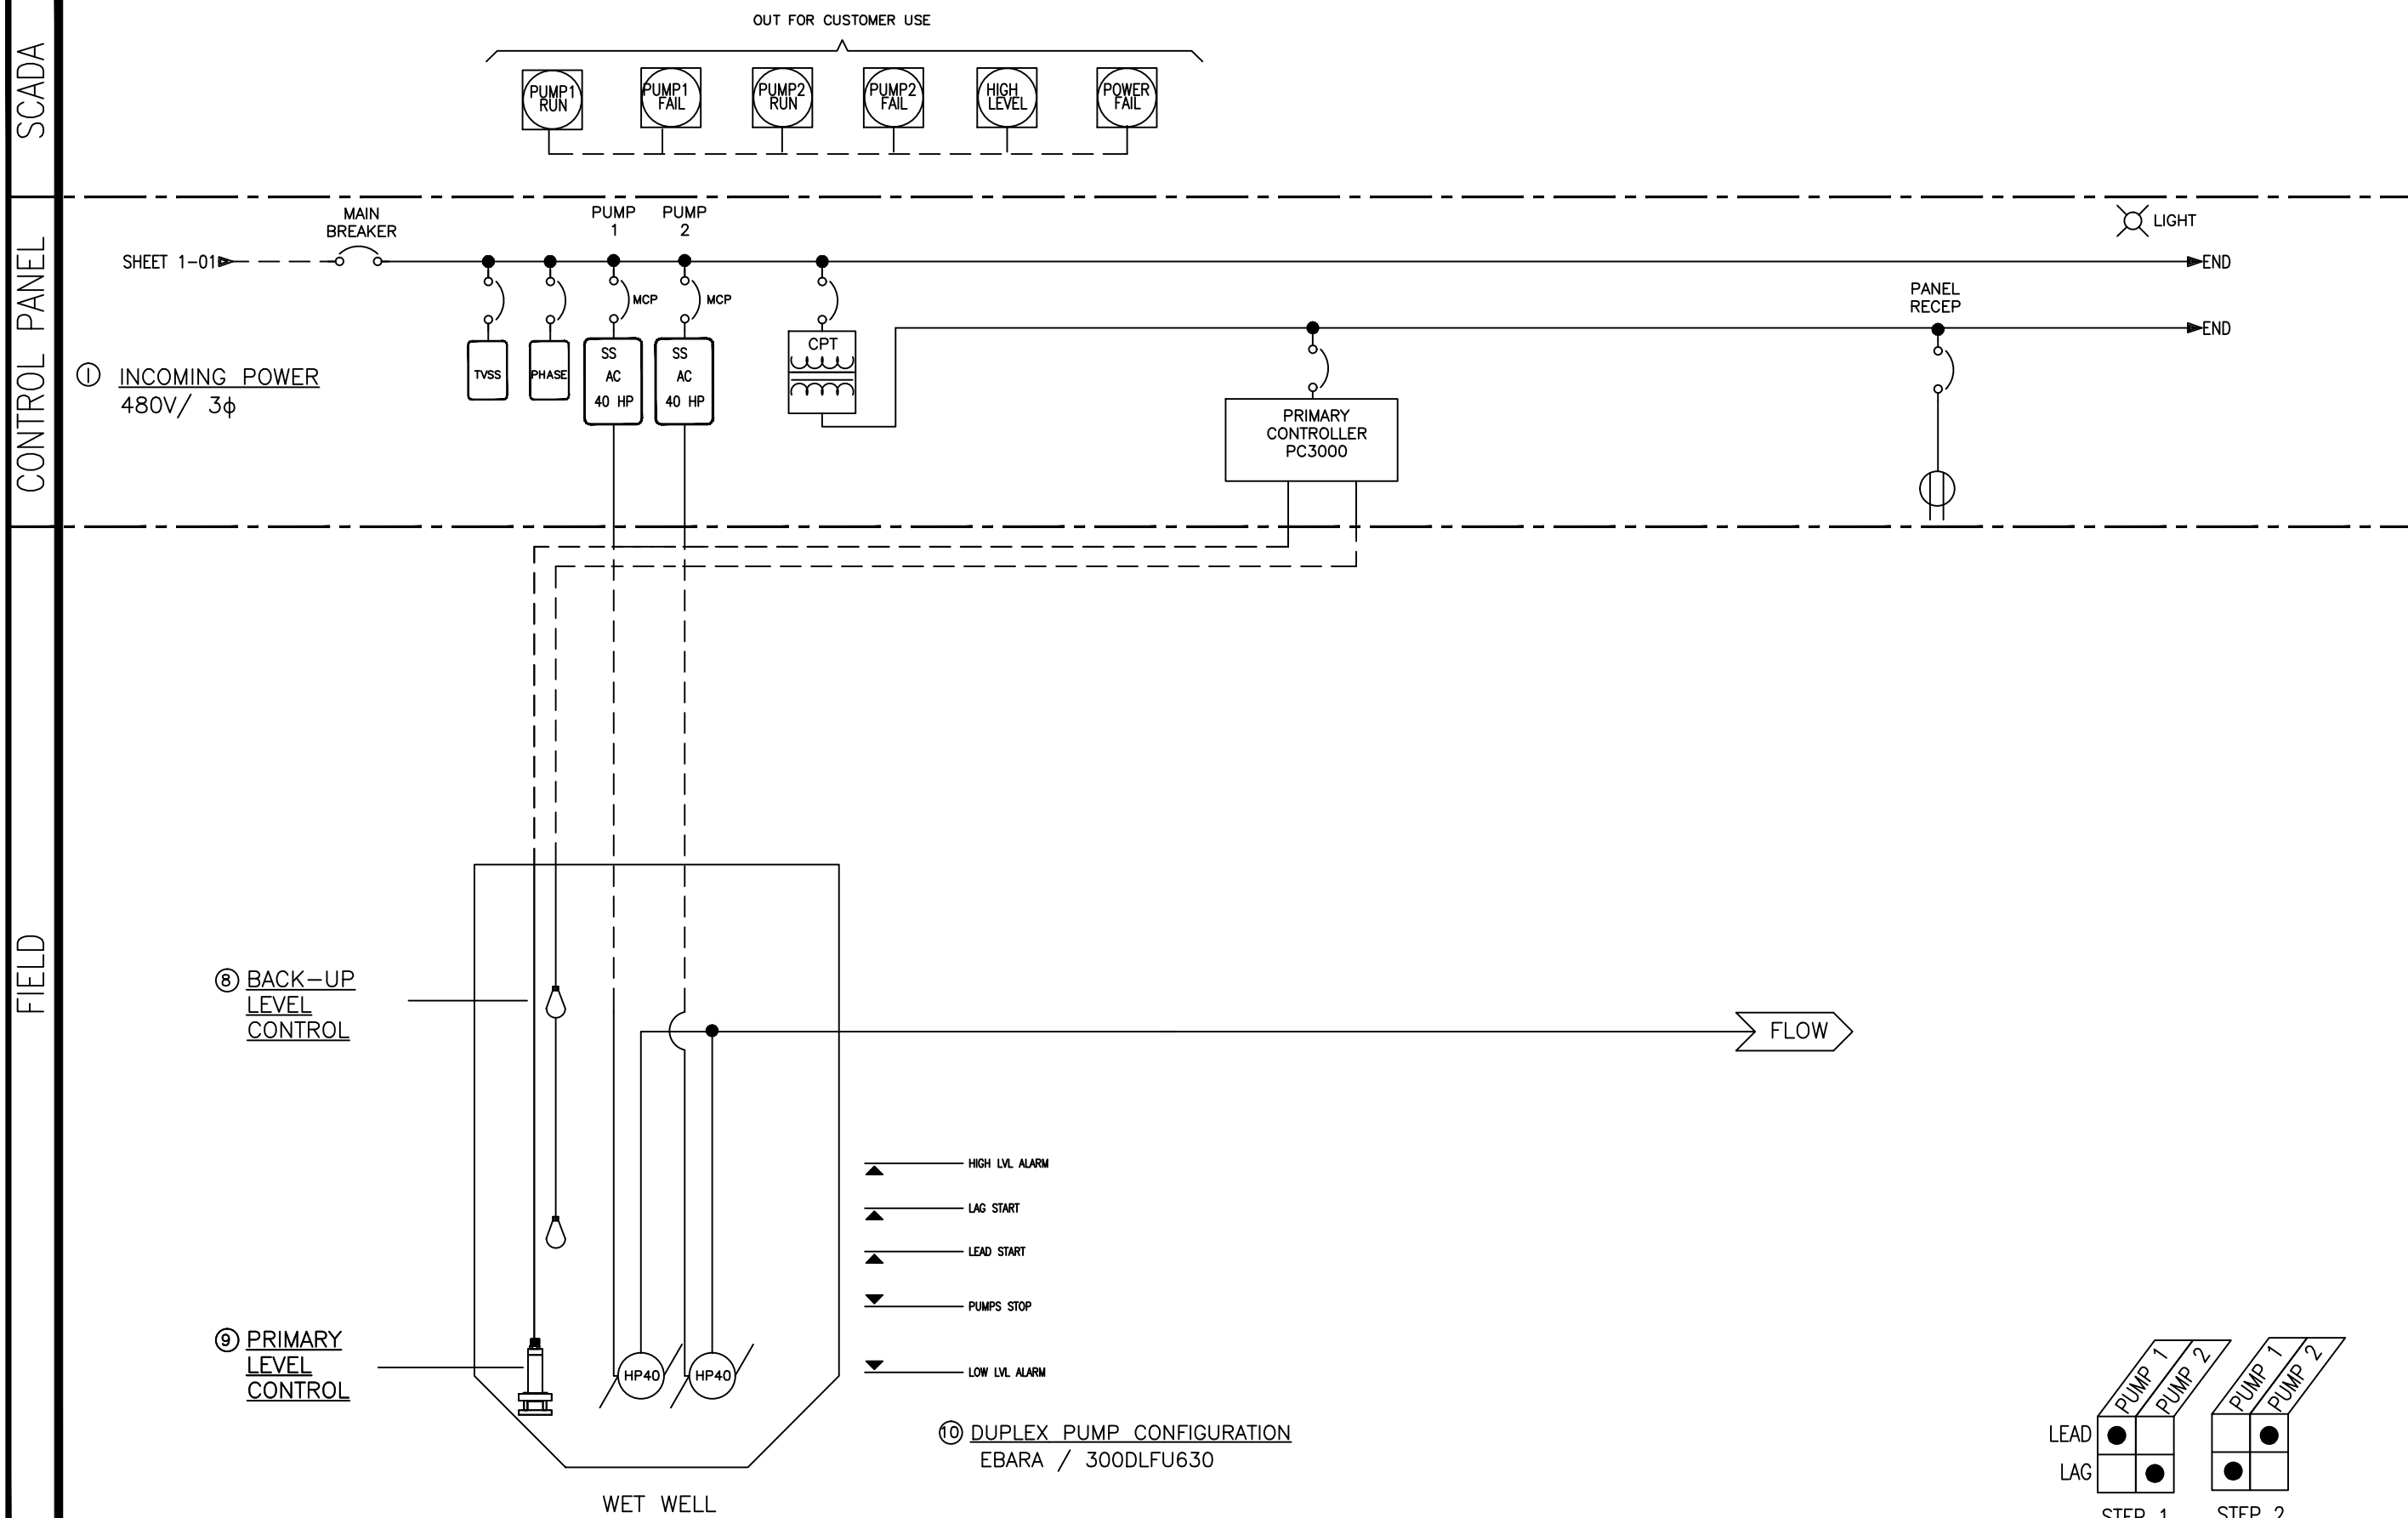 OUT FOR CUSTOMER USE
SCADA
PUMP1
RUN
PUMP1
FAIL
PUMP2
RUN
PUMP2
FAIL
HIGH
LEVEL
POWER
FAIL
CONTROL PANEL
MAIN
BREAKER
PUMP
1
PUMP
2
LIGHT
SHEET 1-01
END
MCP
MCP
PANEL
RECEP
END
TVSS
PHASE
SS
AC
40 HP
SS
AC
40 HP
CPT
1 INCOMING POWER
480V/ 3ϕ
PRIMARY
CONTROLLER
PC3000
FIELD
8 BACK-UP
LEVEL
CONTROL
FLOW
HIGH LVL ALARM
LAG START
LEAD START
PUMPS STOP
LOW LVL ALARM
9 PRIMARY
LEVEL
CONTROL
HP40
HP40
10 DUPLEX PUMP CONFIGURATION
EBARA / 300DLFU630
WET WELL
PUMP 1
PUMP 2
PUMP 1
PUMP 2
LEAD
LAG
STEP 1
STEP 2